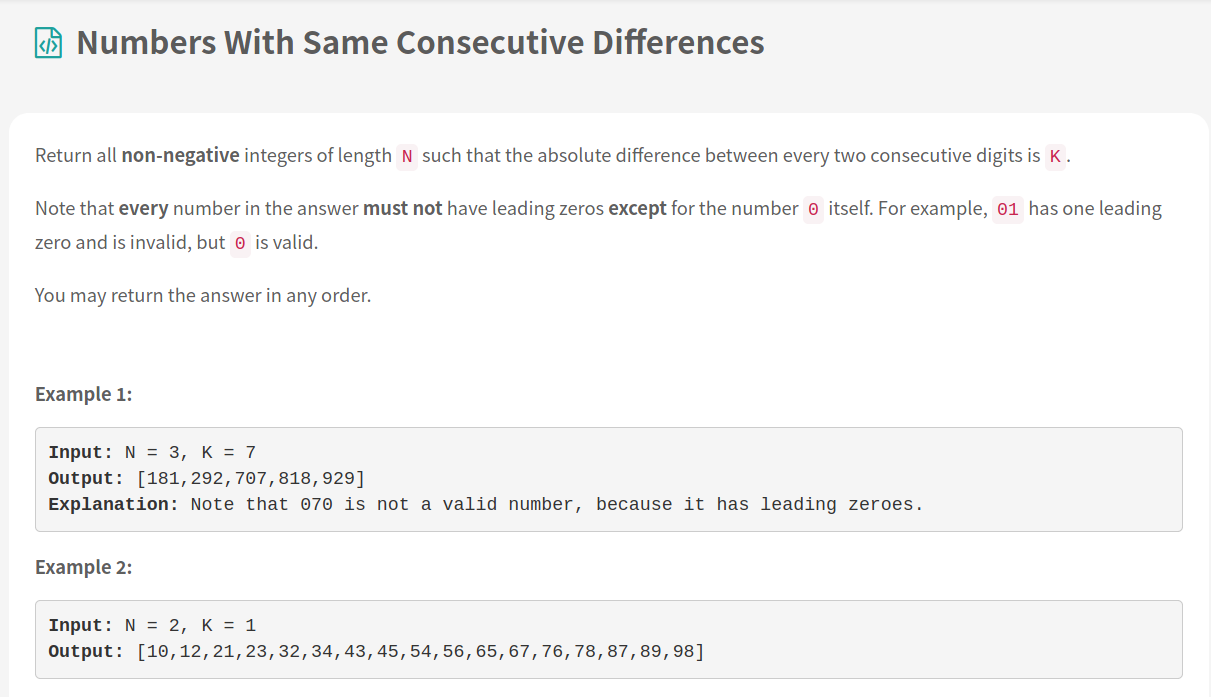 Numbers With Same Consecutive Differences
Return all non-negative integers of length N such that the absolute difference between every two consecutive digits is K.
Note that every number in the answer must not have leading zeros except for the number 0 itself. For example, 01 has one leading
zero and is invalid, but 0 is valid.
You may return the answer in any order.
Example 1:
Input: N = 3, K = 7
Output: [181,292,707,818,929]
Explanation: Note that 070 is not a valid number, because it has leading zeroes.
Example 2:
Input: N = 2, K = 1
Output: [10,12,21,23,32,34,43,45,54,56,65,67,76,78,87,89,98]